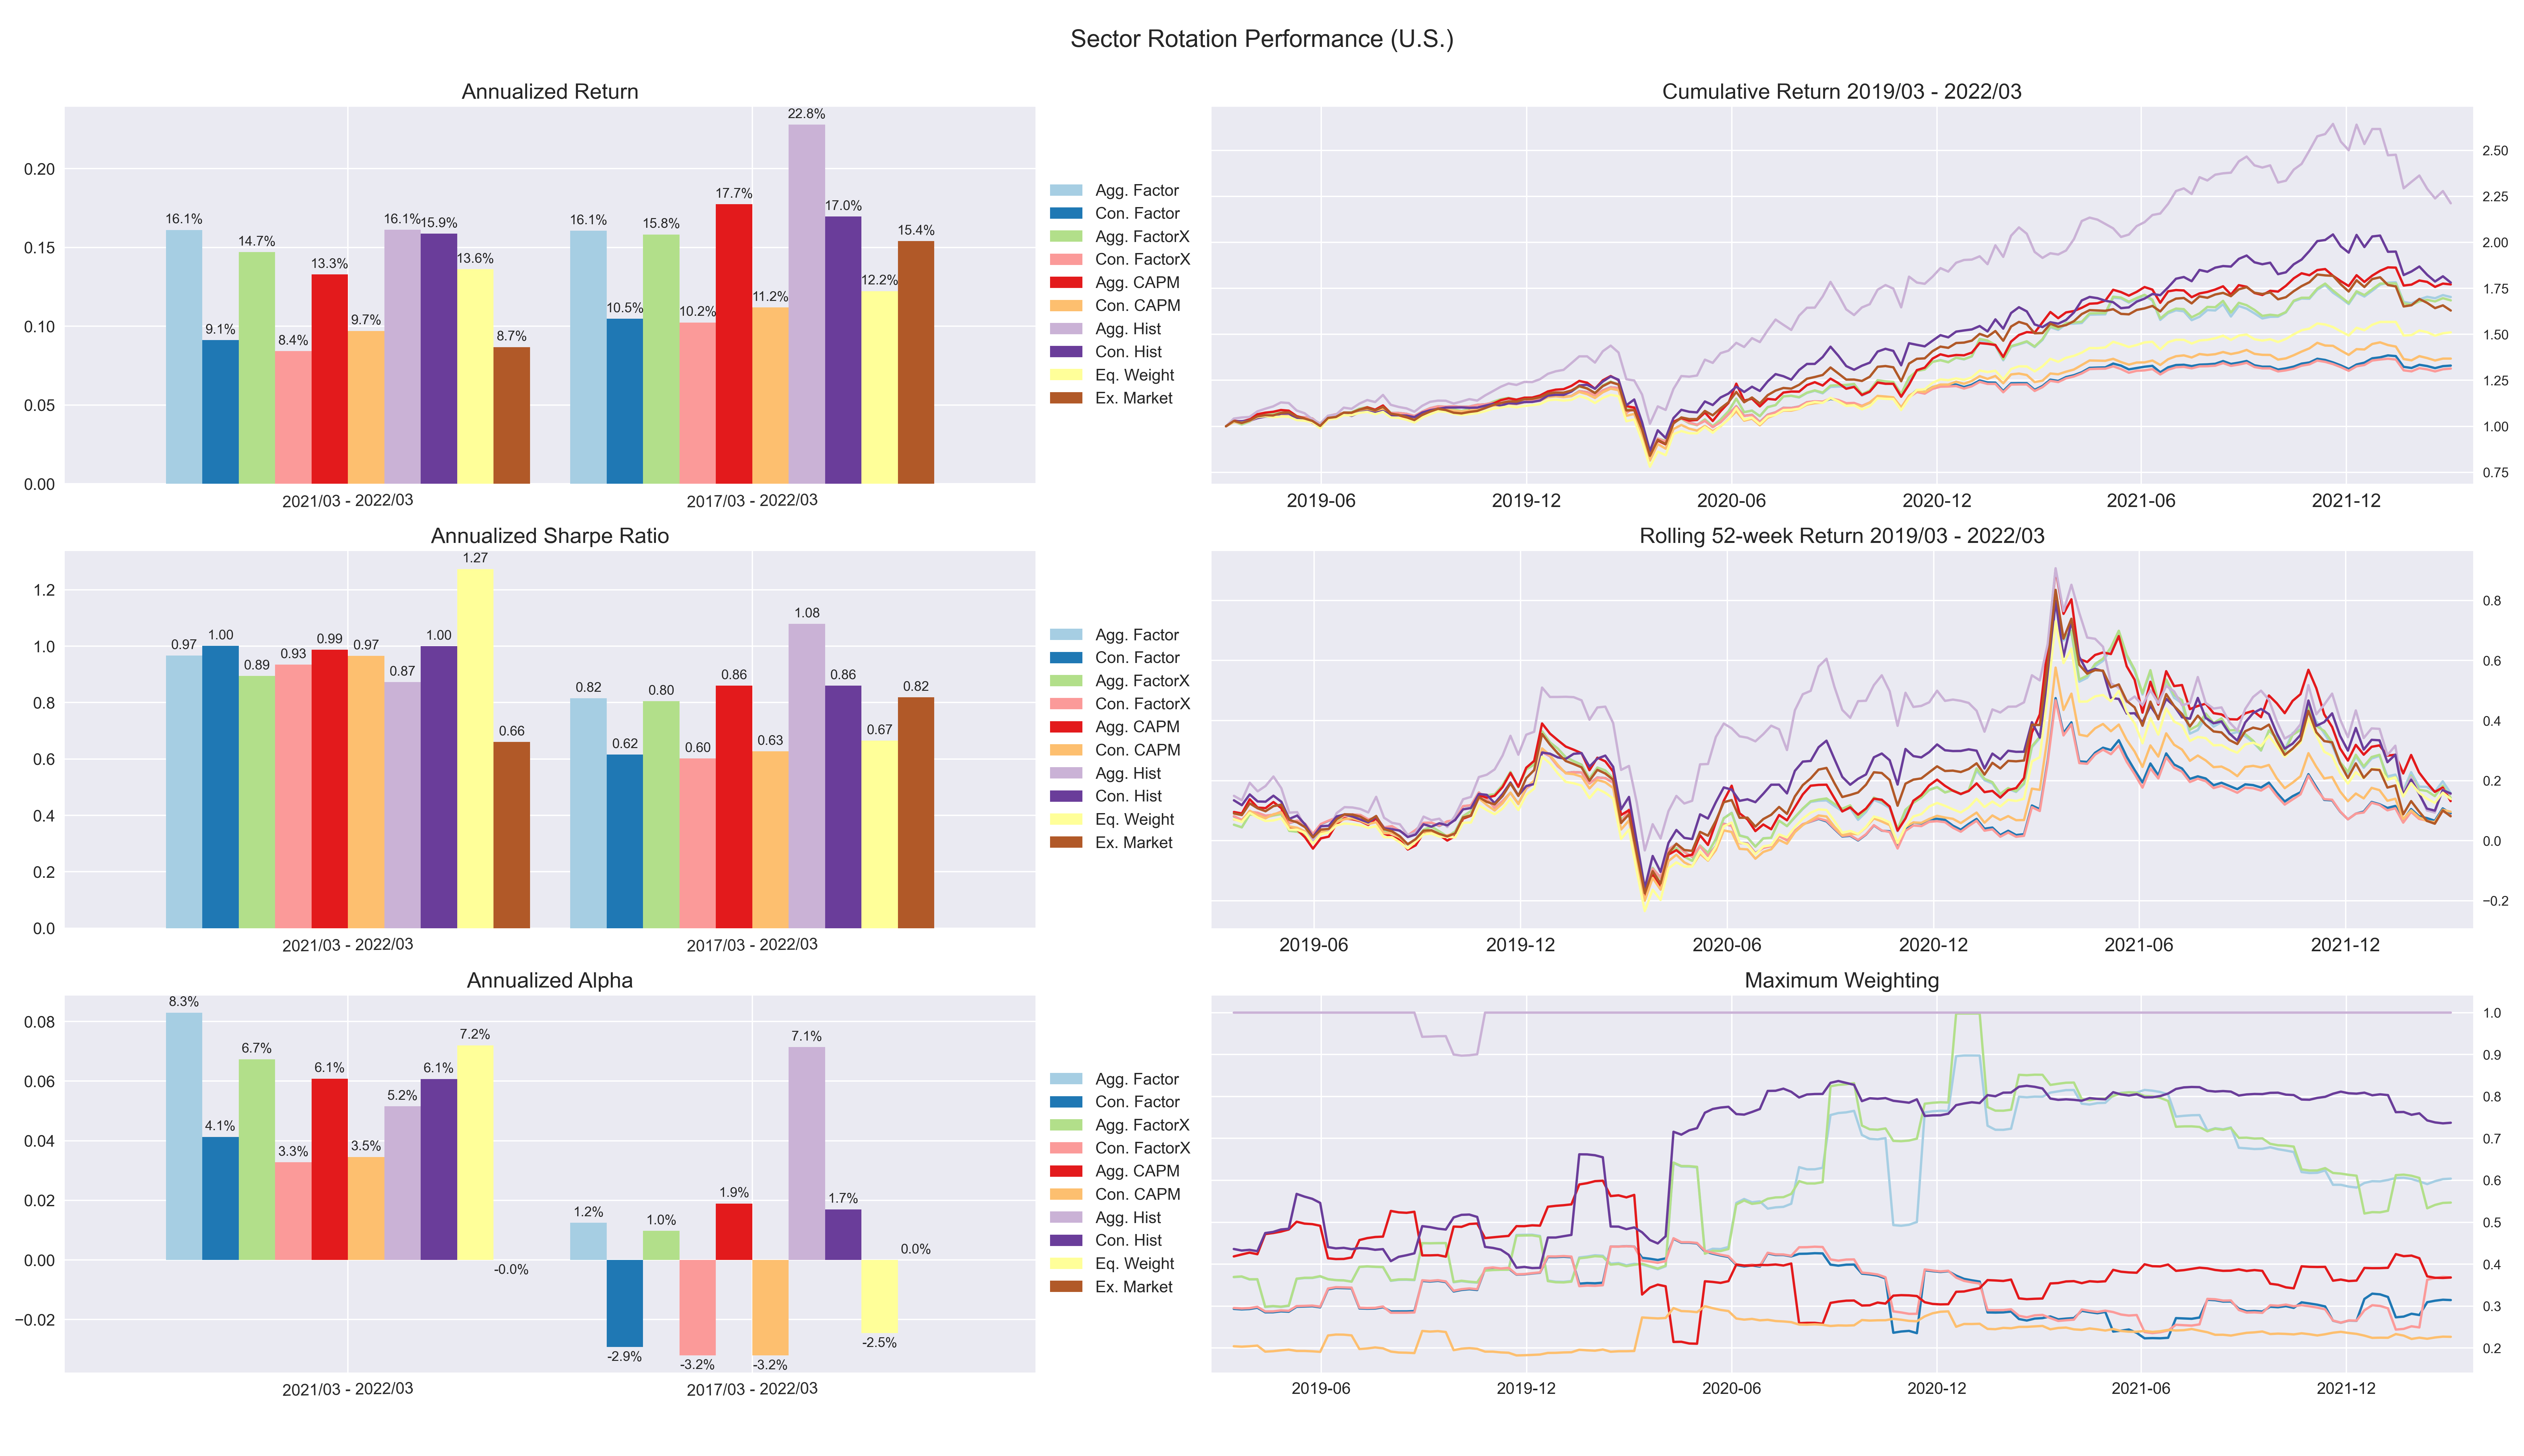 Sector Rotation Performance (U.S.)
Annualized Return
0.20
0.15
0.10
0.05
0.00
16.1%
9.1%
14.7%
8.4%
13.3%
9.7%
16.1%
15.9%
13.6%
8.7%
16.1%
10.5%
15.8%
10.2%
17.7%
11.2%
22.8%
17.0%
12.2%
15.4%
2021/03 - 2022/03
2017/03 - 2022/03
Agg. Factor
Con. Factor
Agg. FactorX
Con. FactorX
Agg. CAPM
Con. CAPM
Agg. Hist
Con. Hist
Eq. Weight
Ex. Market
Cumulative Return 2019/03 - 2022/03
2.50
2.25
2.00
1.75
1.50
1.25
1.00
0.75
2019-06
2019-12
2020-06
2020-12
2021-06
2021-12
Annualized Sharpe Ratio
1.2
1.0
0.8
0.6
0.4
0.2
0.0
0.97
1.00
0.89
0.93
0.99
0.97
0.87
1.00
1.27
0.66
0.82
0.62
0.80
0.60
0.86
0.63
1.08
0.86
0.67
0.82
2021/03 - 2022/03
2017/03 - 2022/03
Agg. Factor
Con. Factor
Agg. FactorX
Con. FactorX
Agg. CAPM
Con. CAPM
Agg. Hist
Con. Hist
Eq. Weight
Ex. Market
Rolling 52-week Return 2019/03 - 2022/03
0.8
0.6
0.4
0.2
0.0
−0.2
2019-06
2019-12
2020-06
2020-12
2021-06
2021-12
Annualized Alpha
0.08
0.06
0.04
0.02
0.00
−0.02
8.3%
4.1%
6.7%
3.3%
6.1%
3.5%
5.2%
6.1%
7.2%
-0.0%
1.2%
-2.9%
1.0%
-3.2%
1.9%
-3.2%
7.1%
1.7%
-2.5%
0.0%
2021/03 - 2022/03
2017/03 - 2022/03
Agg. Factor
Con. Factor
Agg. FactorX
Con. FactorX
Agg. CAPM
Con. CAPM
Agg. Hist
Con. Hist
Eq. Weight
Ex. Market
Maximum Weighting
1.0
0.9
0.8
0.7
0.6
0.5
0.4
0.3
0.2
2019-06
2019-12
2020-06
2020-12
2021-06
2021-12